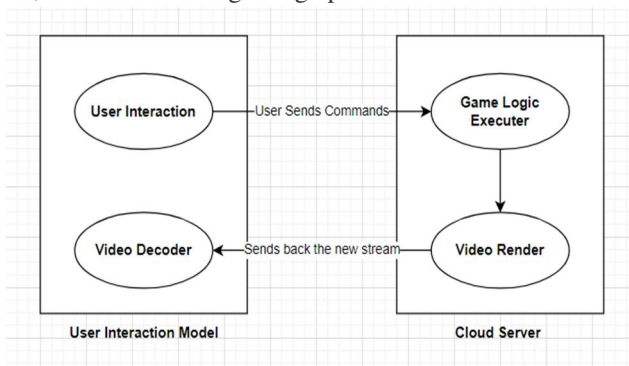 User Interaction
User Sends Commands
Game Logic
Executer
Video Decoder
Sends back the new stream
Video Render
User Interaction Model
Cloud Server